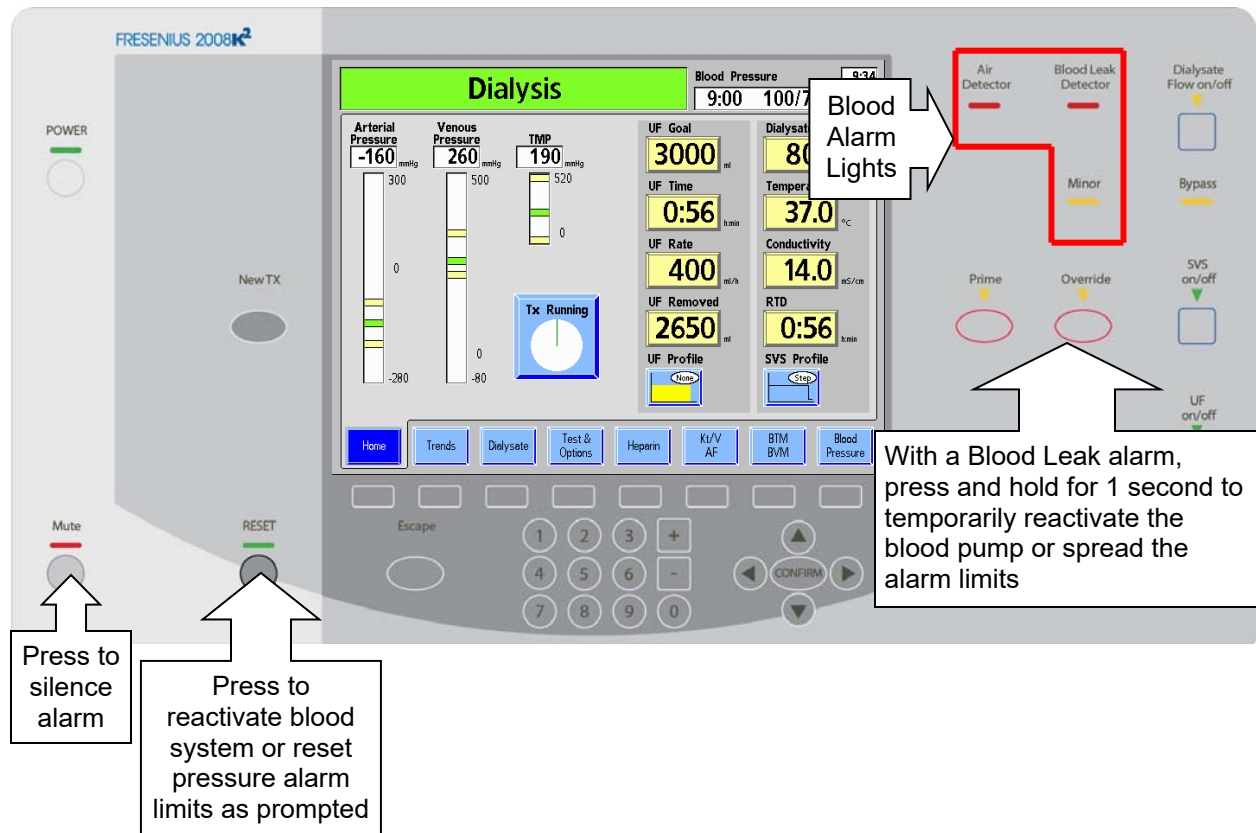 FRESENIUS 2008K²
POWER
New TX
Mute
RESET
Dialysis
Blood Pressure
9:34
9:00 100/7
Arterial Pressure
-160 mmHg
300
0
-280
Venous Pressure
260 mmHg
500
0
-80
TMP
190 mmHg
520
0
Tx Running
UF Goal
3000 ml
UF Time
0:56 h:min
UF Rate
400 ml/h
UF Removed
2650 ml
UF Profile
None
80
37.0 °C
Conductivity
14.0 mS/cm
RTD
0:56 h:min
SVS Profile
Step
Home
Trends
Dialysate
Test & Options
Heparin
Kt/V AF
BTM BVM
Blood Pressure
Escape
1 2 3 +
4 5 6 -
7 8 9 0
CONFIRM
Air Detector
Blood Leak Detector
Minor
Dialysate Flow on/off
Bypass
Prime
Override
SVS on/off
UF on/off
Blood
Alarm
Lights
With a Blood Leak alarm,
press and hold for 1 second to
temporarily reactivate the
blood pump or spread the
alarm limits
Press to
silence
alarm
Press to
reactivate blood
system or reset
pressure alarm
limits as prompted